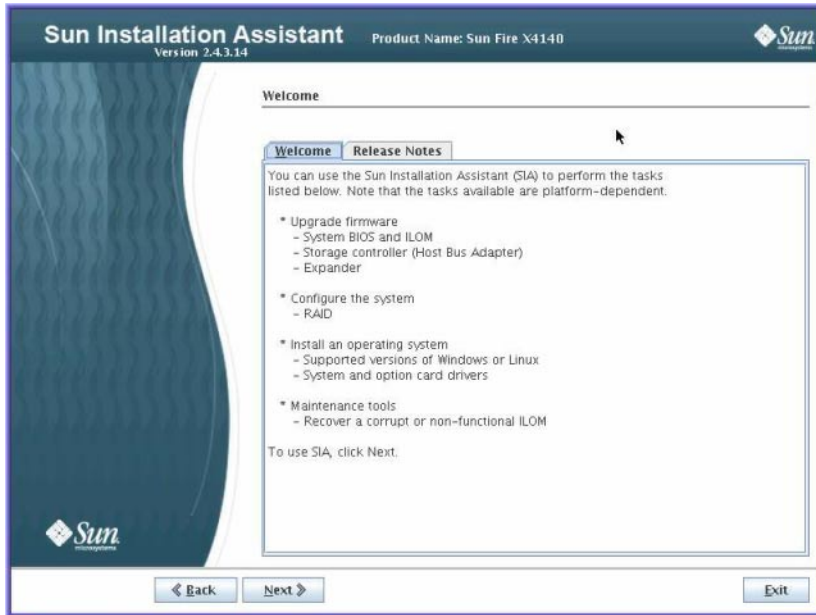 Sun Installation Assistant
Version 2.4.3.14
Product Name: Sun Fire X4140
Sun
Welcome
Welcome
Release Notes
You can use the Sun Installation Assistant (SIA) to perform the tasks
listed below. Note that the tasks available are platform-dependent.
* Upgrade firmware
- System BIOS and ILOM
- Storage controller (Host Bus Adapter)
- Expander
* Configure the system
- RAID
* Install an operating system
- Supported versions of Windows or Linux
- System and option card drivers
* Maintenance tools
- Recover a corrupt or non-functional ILOM
To use SIA, click Next.
Sun
microsystems
Back
Next
Exit